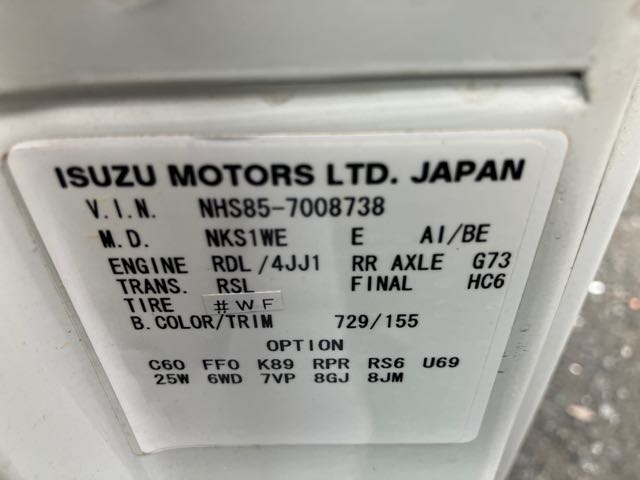 ISUZU MOTORS LTD. JAPAN
V.I.N. NHS85-7008738
M.D. NKS1WE E AI/BE
ENGINE RDL/4JJ1 RR AXLE G73
TRANS. RSL FINAL HC6
TIRE #WF
B.COLOR/TRIM 729/155
OPTION
C60 FF0 K89 RPR RS6 U69
25W 6WD 7VP 8GJ 8JM